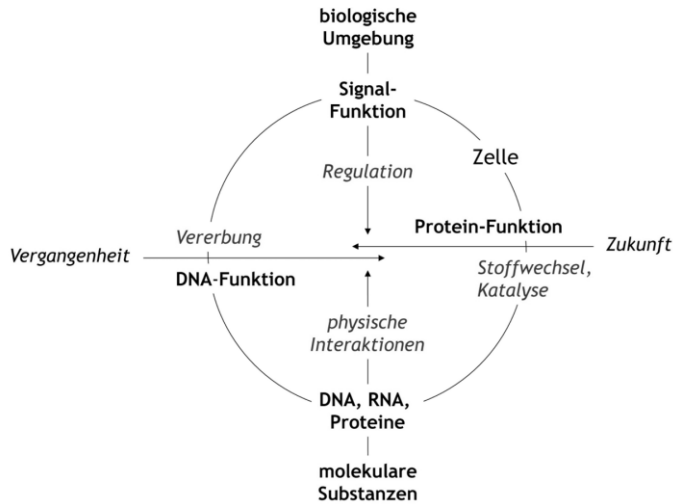 biologische
Umgebung
Signal-
Funktion
Zelle
Regulation
Protein-Funktion
Vererbung
Zukunft
Vergangenheit
Stoffwechsel,
Katalyse
DNA-Funktion
physische
Interaktionen
DNA, RNA,
Proteine
molekulare
Substanzen